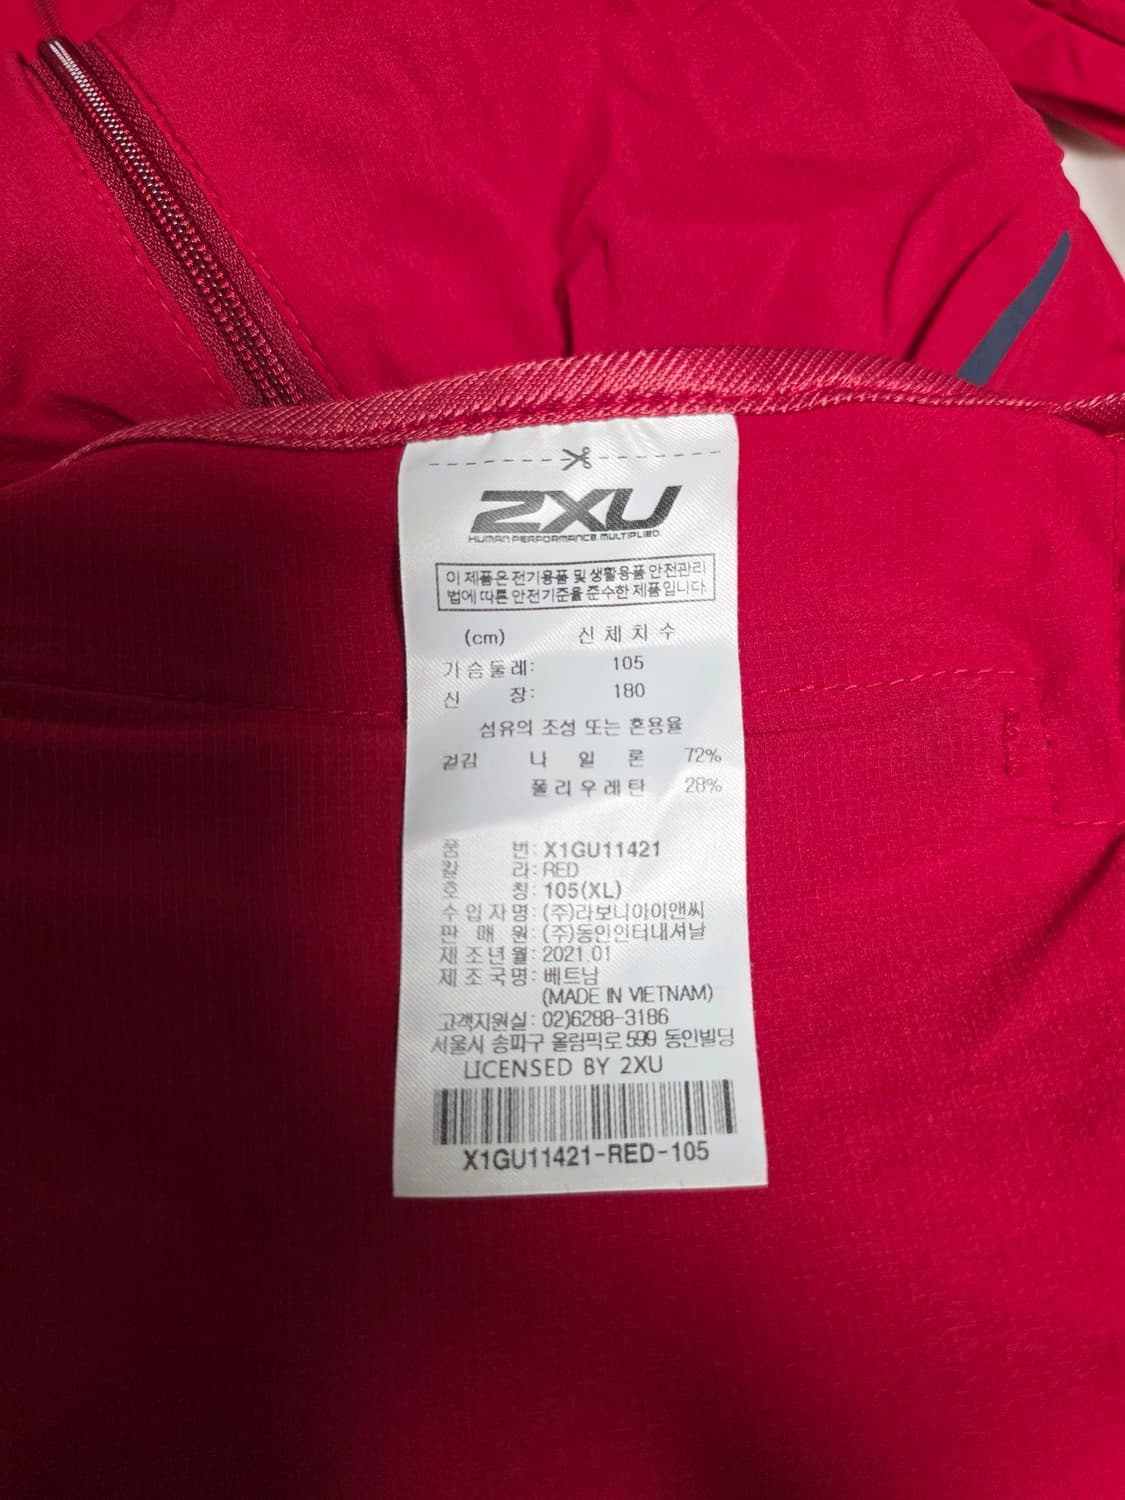 2XU
HUMAN PERFORMANCE. MULTIPLIED
이 제품은 전기용품 및 생활용품 안전관리
법에 따른 안전기준을 준수한 제품입니다.
(cm) 신체치수
가슴둘레: 105
신 장: 180
섬유의 조성 또는 혼용율
겉감 나 일 론 72%
폴리우레탄 28%
품 번: X1GU11421
칼 라: RED
호 칭: 105(XL)
수입자명: (주)라보니아이앤씨
판 매 원: (주)동인인터내셔날
제조년월: 2021.01
제조국명: 베트남
(MADE IN VIETNAM)
고객지원실: 02)6288-3186
서울시 송파구 올림픽로 599 동인빌딩
LICENSED BY 2XU
X1GU11421-RED-105